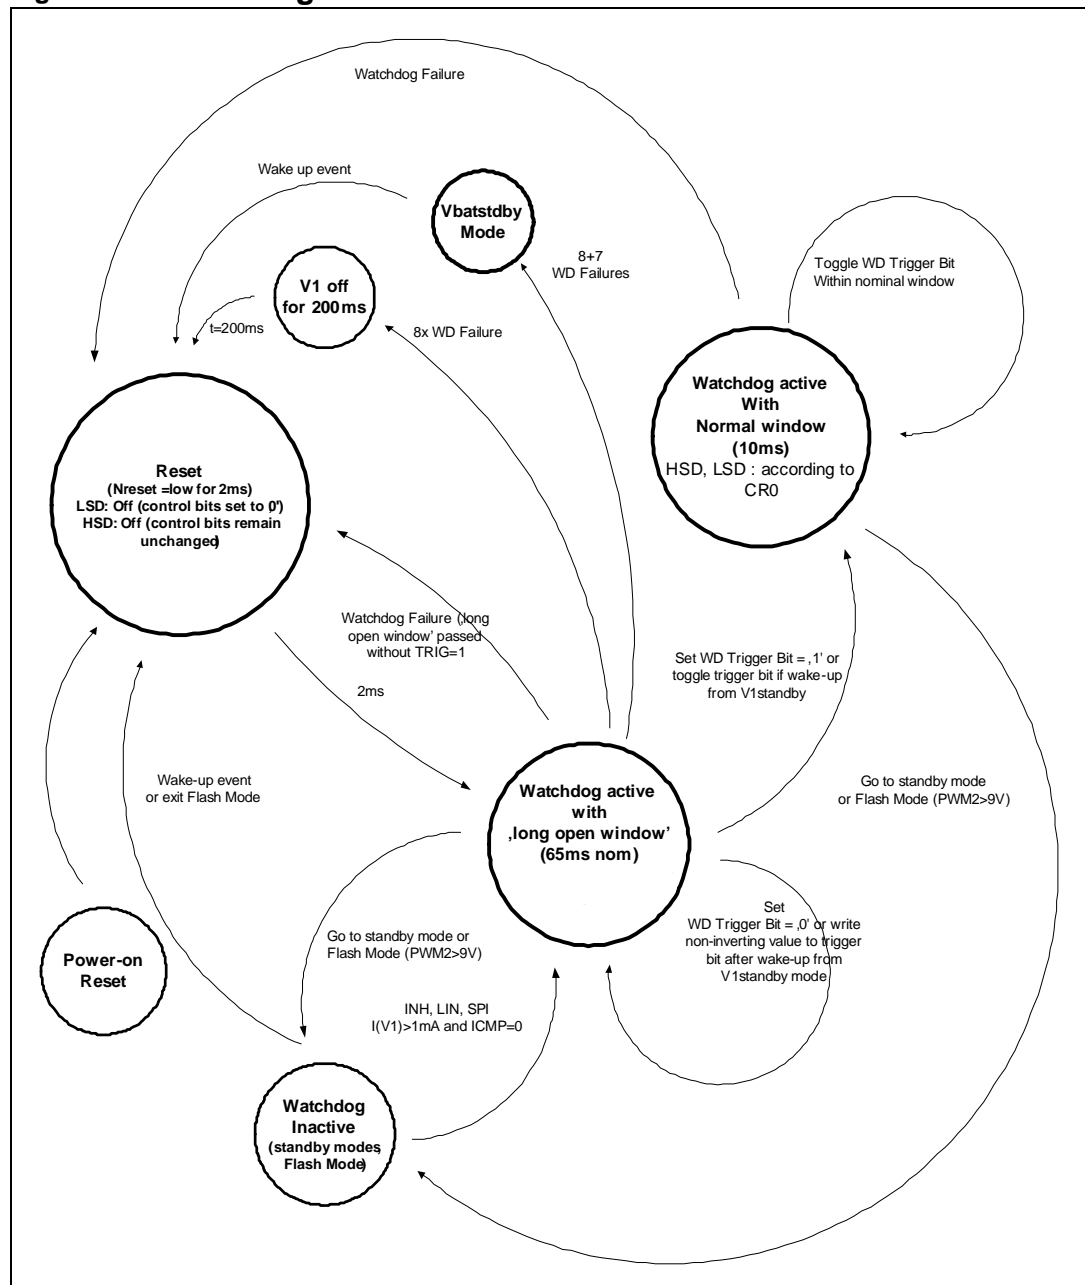 Watchdog Failure
Wake up event
Vbatstdby
Mode
8+7
WD Failures
Toggle WD Trigger Bit
Within nominal window
V1 off
for 200ms
t=200ms
8x WD Failure
Watchdog active
With
Normal window
(10ms)
HSD, LSD : according to
CR0
Reset
(Nreset =low for 2ms)
LSD: Off (control bits set to ‚0')
HSD: Off (control bits remain
unchanged)
Watchdog Failure (‚long
open window' passed
without TRIG=1
2ms
Set WD Trigger Bit = ‚1' or
toggle trigger bit if wake-up
from V1standby
Wake-up event
or exit Flash Mode
Go to standby mode
or Flash Mode (PWM2>9V)
Watchdog active
with
‚long open window'
(65ms nom)
Set
WD Trigger Bit = ‚0' or write
non-inverting value to trigger
bit after wake-up from
V1standby mode
Power-on
Reset
Go to standby mode or
Flash Mode (PWM2>9V)
INH, LIN, SPI
I(V1)>1mA and ICMP=0
Watchdog
Inactive
(standby modes,
Flash Mode)